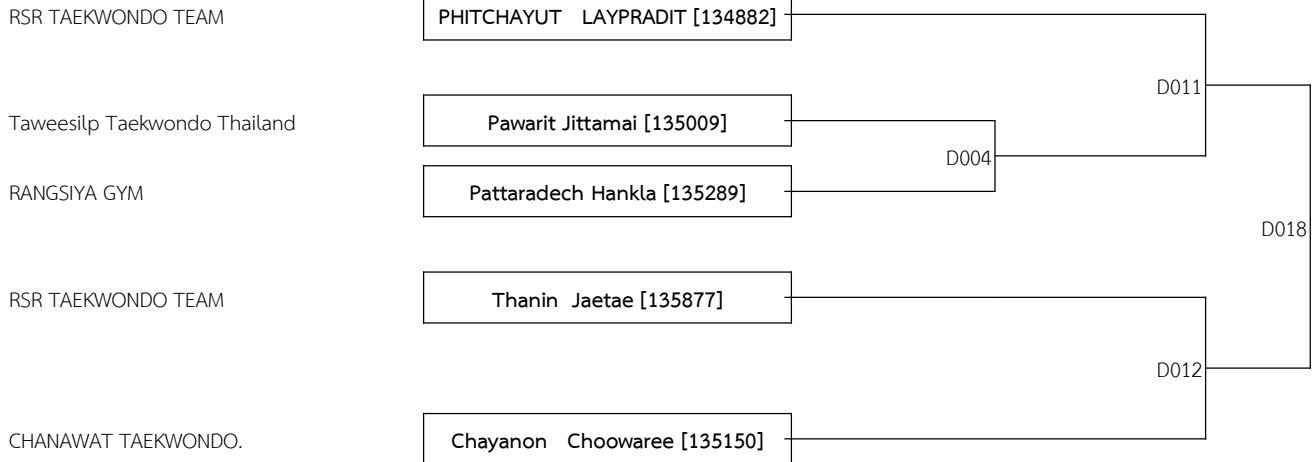 RSR TAEKWONDO TEAM
PHITCHAYUT LAYPRADIT [134882]
D011
Taweesilp Taekwondo Thailand
Pawarit Jittamai [135009]
D004
RANGSIYA GYM
Pattaradech Hankla [135289]
D018
RSR TAEKWONDO TEAM
Thanin Jaetae [135877]
D012
CHANAWAT TAEKWONDO.
Chayanon Choowaree [135150]